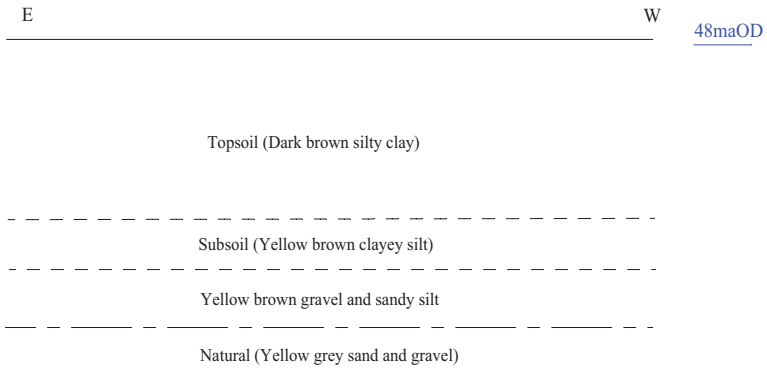 E W
48maOD
Topsoil (Dark brown silty clay)
Subsoil (Yellow brown clayey silt)
Yellow brown gravel and sandy silt
Natural (Yellow grey sand and gravel)